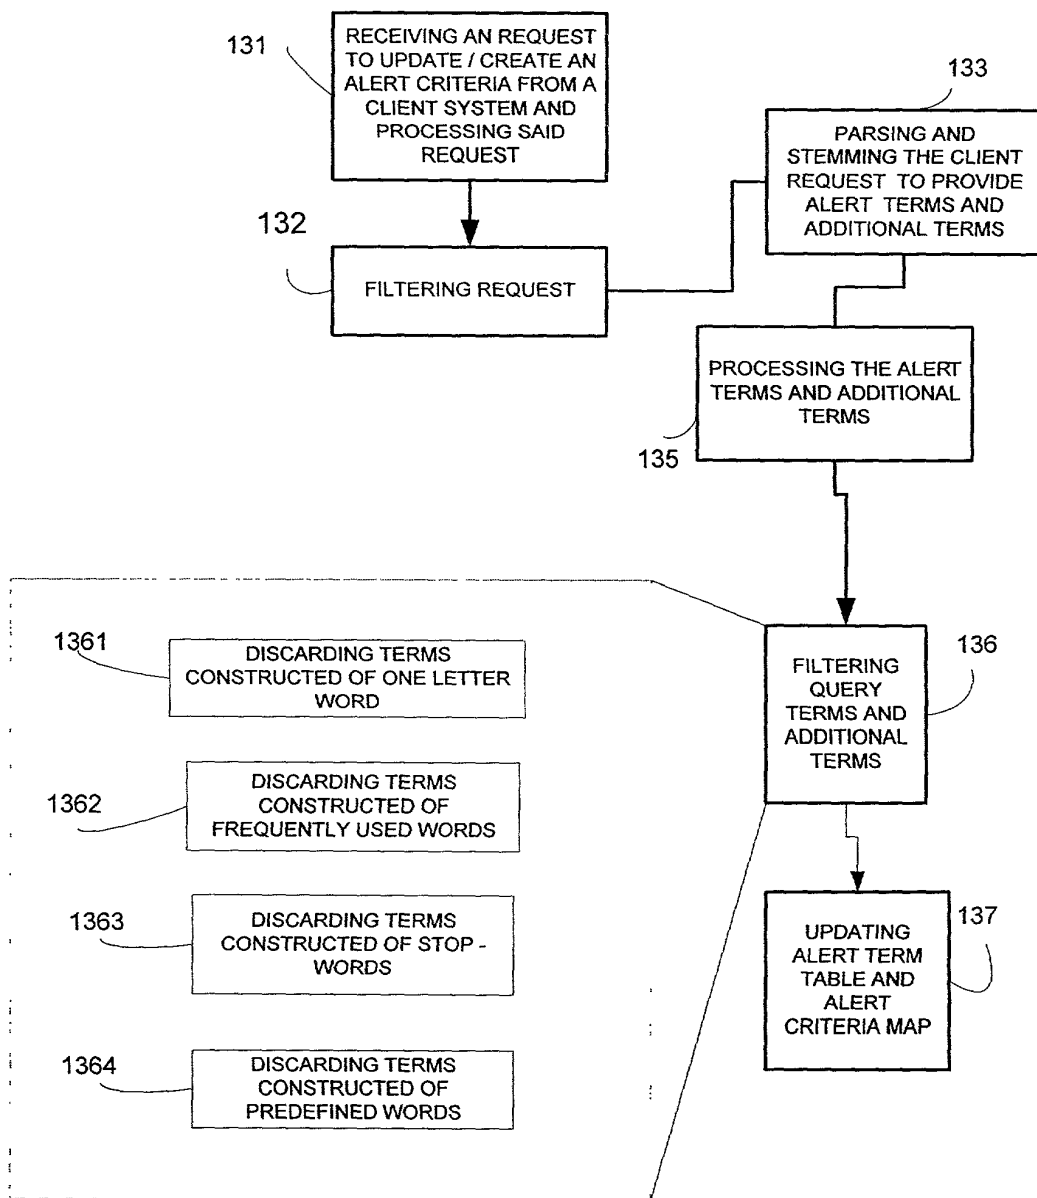 131
RECEIVING AN REQUEST
TO UPDATE / CREATE AN
ALERT CRITERIA FROM A
CLIENT SYSTEM AND
PROCESSING SAID
REQUEST
133
PARSING AND
STEMMING THE CLIENT
REQUEST TO PROVIDE
ALERT TERMS AND
ADDITIONAL TERMS
132
FILTERING REQUEST
PROCESSING THE ALERT
TERMS AND ADDITIONAL
TERMS
135
1361
DISCARDING TERMS
CONSTRUCTED OF ONE LETTER
WORD
136
FILTERING
QUERY
TERMS AND
ADDITIONAL
TERMS
1362
DISCARDING TERMS
CONSTRUCTED OF
FREQUENTLY USED WORDS
1363
DISCARDING TERMS
CONSTRUCTED OF STOP -
WORDS
137
UPDATING
ALERT TERM
TABLE AND
ALERT
CRITERIA MAP
1364
DISCARDING TERMS
CONSTRUCTED OF
PREDEFINED WORDS